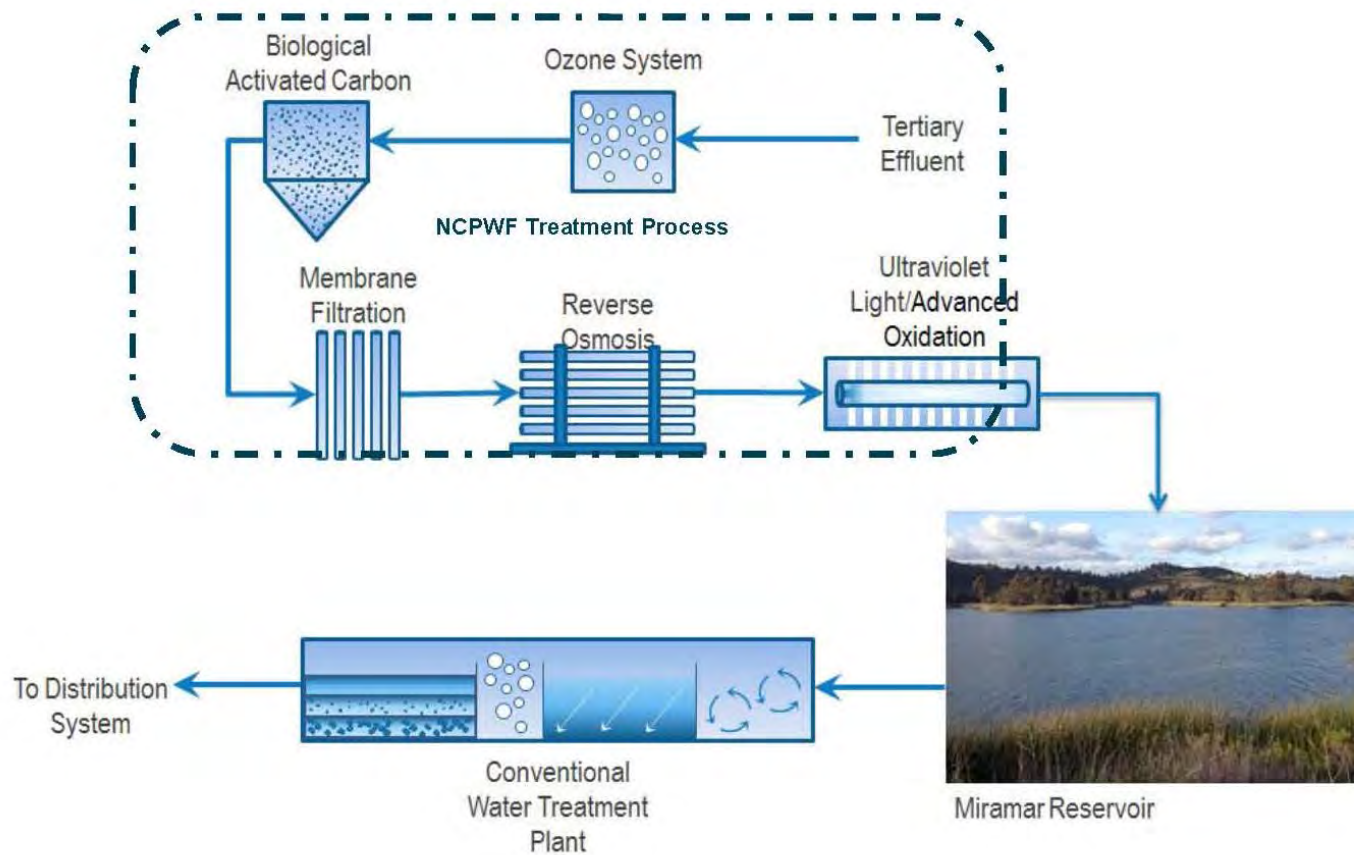 Biological
Activated Carbon
Ozone System
Tertiary
Effluent
NCPWF Treatment Process
Membrane
Filtration
Reverse
Osmosis
Ultraviolet
Light/Advanced
Oxidation
To Distribution
System
Conventional
Water Treatment
Plant
Miramar Reservoir